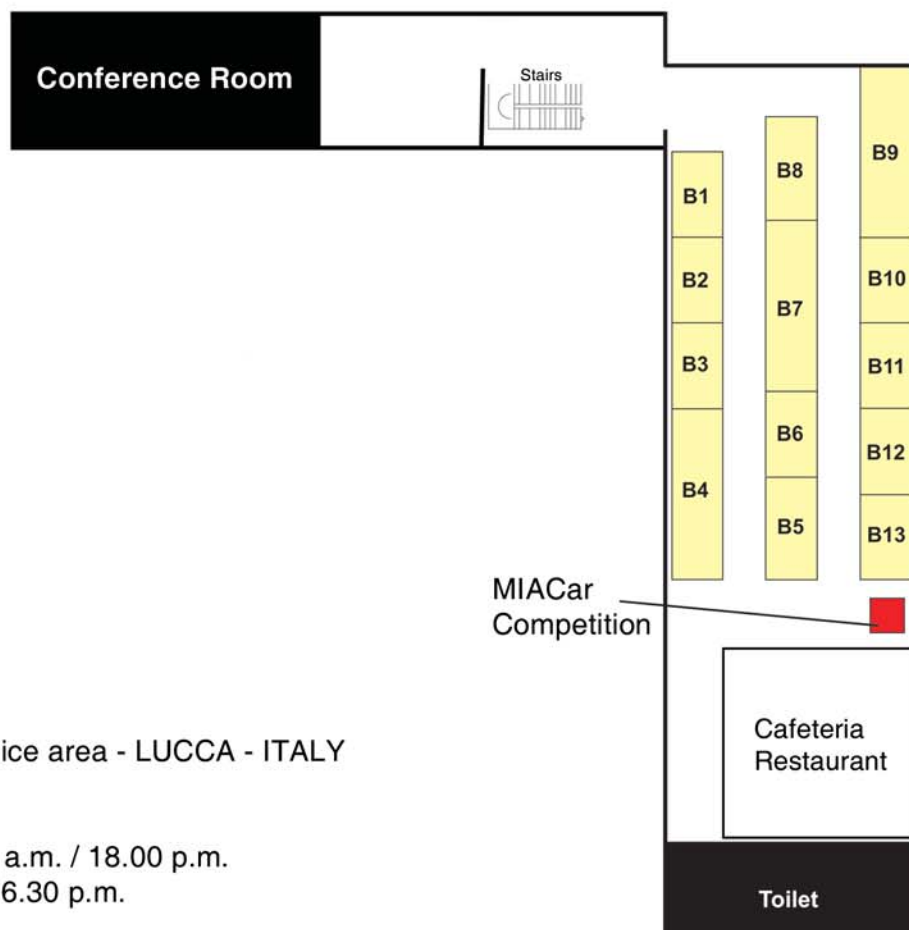 Conference Room
Stairs
B1
B2
B3
B4
B8
B7
B6
B5
B9
B10
B11
B12
B13
MIACar
Competition
Cafeteria
Restaurant
ice area - LUCCA - ITALY
a.m. / 18.00 p.m.
6.30 p.m.
Toilet